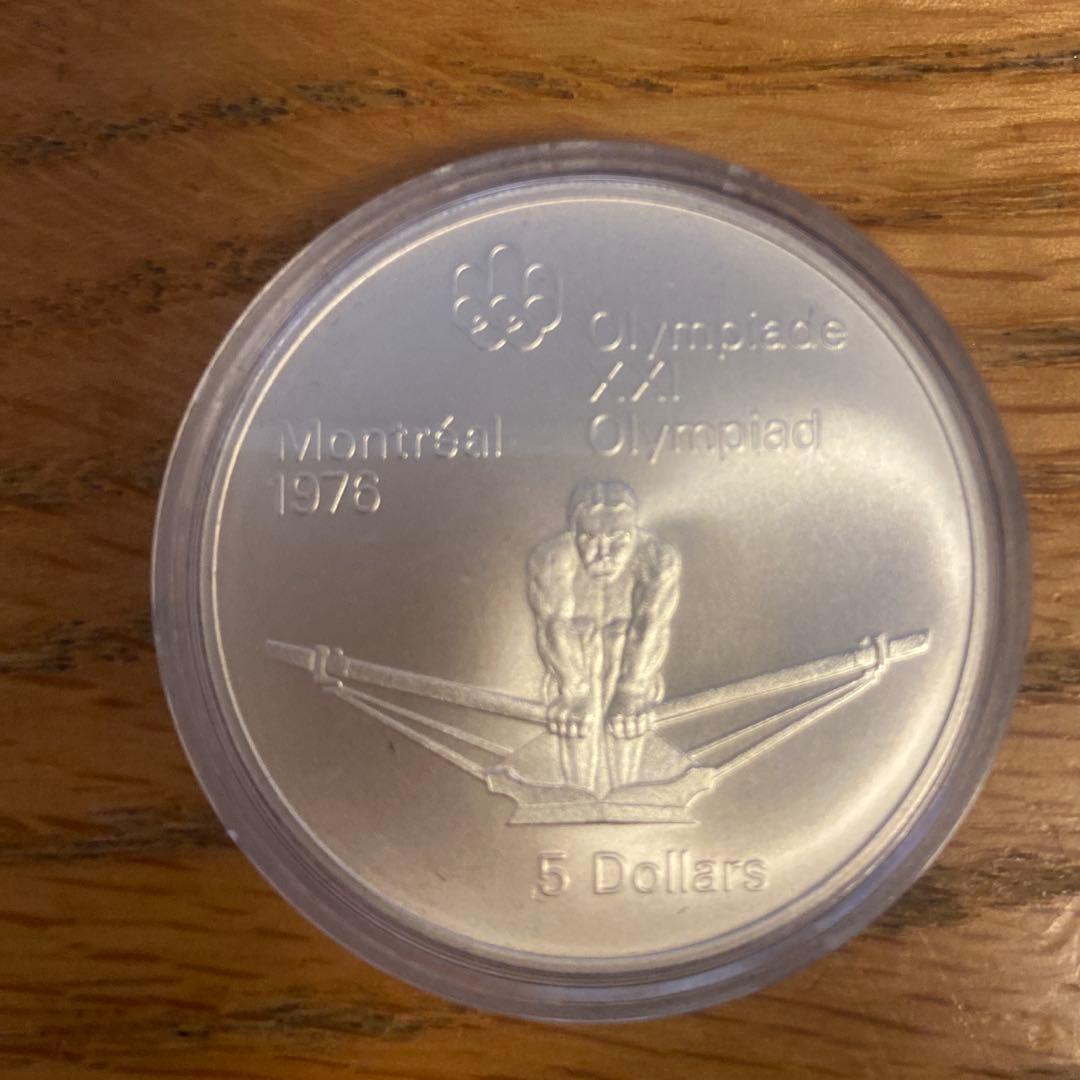 Olympiade
XXI
Olympiad
Montréal
1976
5 Dollars